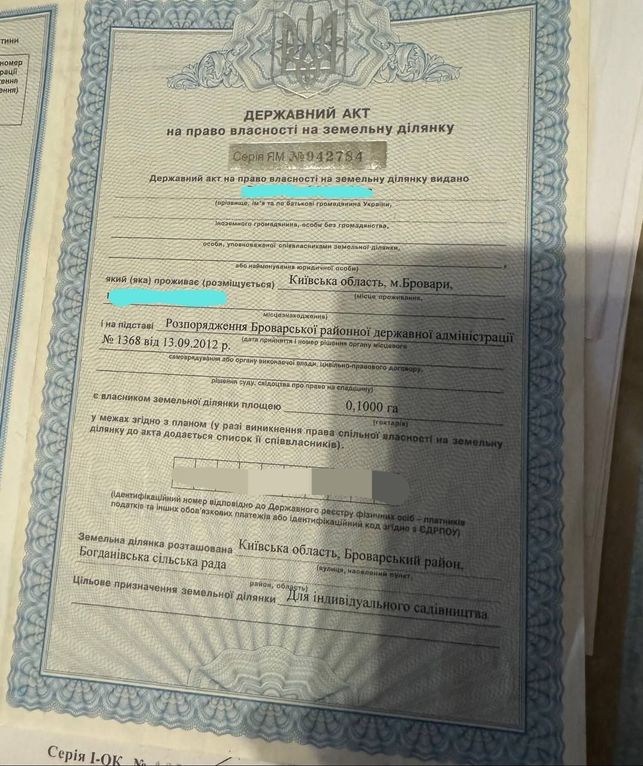 тини
номер
рації
ження
ення)
ДЕРЖАВНИЙ АКТ
на право власності на земельну ділянку
Серія ЯМ №942784
Державний акт на право власності на земельну ділянку видано
(прізвище, ім'я та по батькові громадянина України,
іноземного громадянина, особи без громадянства,
особи, уповноваженої співвласниками земельної ділянки,
або найменування юридичної особи)
який (яка) проживає (розміщується) Київська область, м.Бровари,
(місце проживання,
місцезнаходження)
і на підставі Розпорядження Броварської районної державної адміністрації
№ 1368 від 13.09.2012 р. (дата прийняття і номер рішення органу місцевого
самоврядування або органу виконавчої влади, цивільно-правового договору,
рішення суду, свідоцтва про право на спадщину)
є власником земельної ділянки площею 0,1000 га
(гектарів)
у межах згідно з планом (у разі виникнення права спільної власності на земельну
ділянку до акта додається список її співвласників).
(ідентифікаційний номер відповідно до Державного реєстру фізичних осіб – платників
податків та інших обов'язкових платежів або ідентифікаційний код згідно з ЄДРПОУ)
Земельна ділянка розташована Київська область, Броварський район,
(вулиця, населений пункт,
Богданівська сільська рада
район, область)
Цільове призначення земельної ділянки Для індивідуального садівництва
Серія І-ОК №